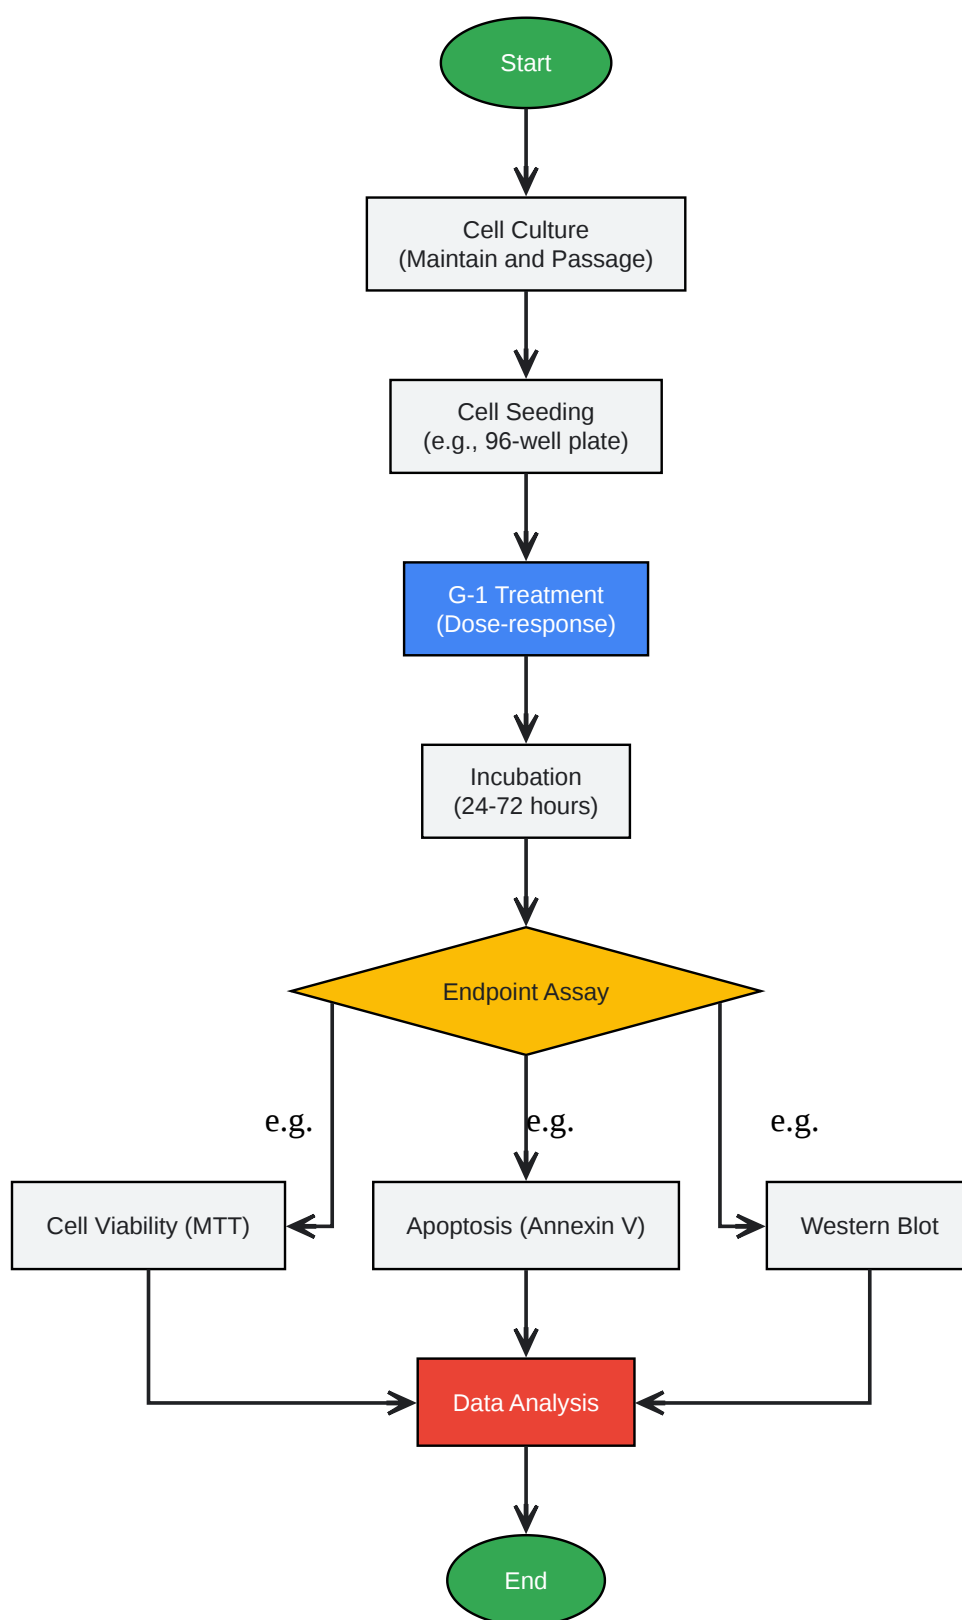 Start
Cell Culture
(Maintain and Passage)
Cell Seeding
(e.g., 96-well plate)
G-1 Treatment
(Dose-response)
Incubation
(24-72 hours)
Endpoint Assay
e.g.
e.g.
e.g.
Cell Viability (MTT)
Apoptosis (Annexin V)
Western Blot
Data Analysis
End